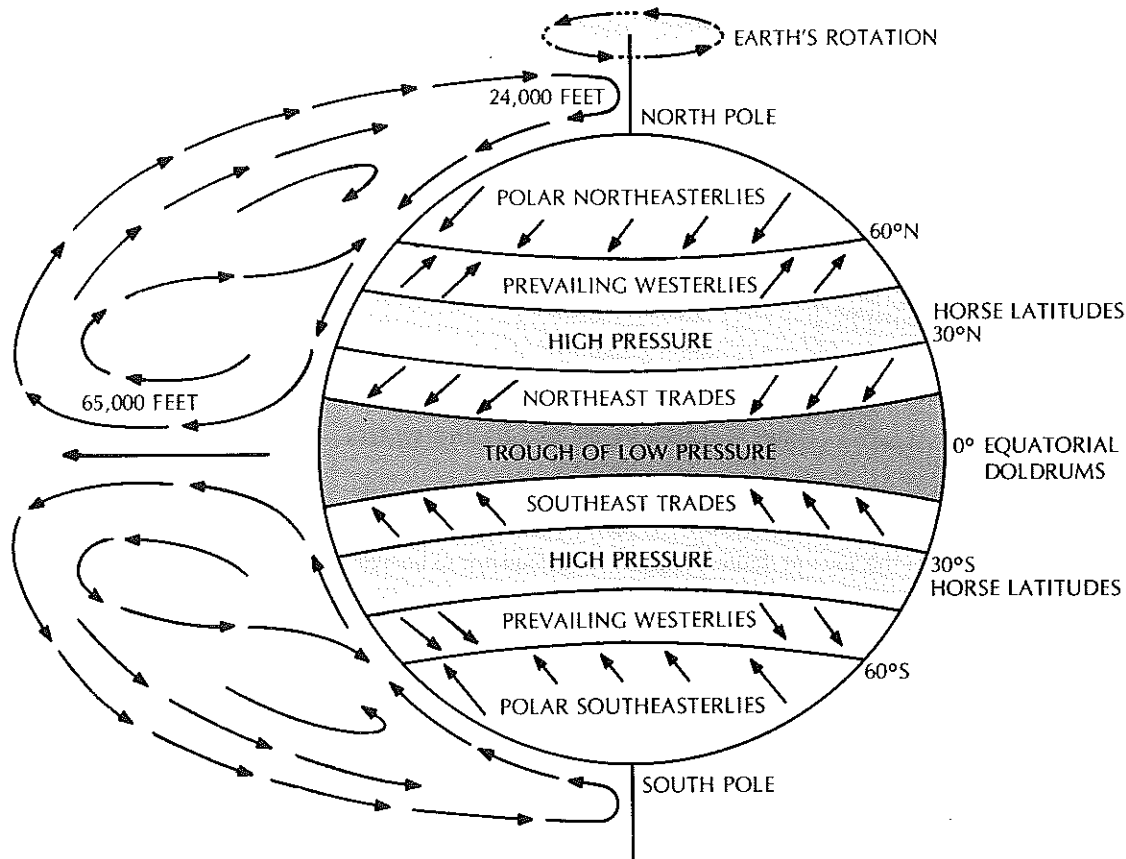 EARTH'S ROTATION
24,000 FEET
NORTH POLE
POLAR NORTHEASTERLIES
60°N
PREVAILING WESTERLIES
HORSE LATITUDES
30°N
HIGH PRESSURE
NORTHEAST TRADES
65,000 FEET
TROUGH OF LOW PRESSURE
0° EQUATORIAL
DOLDRUMS
SOUTHEAST TRADES
HIGH PRESSURE
30°S
HORSE LATITUDES
PREVAILING WESTERLIES
60°S
POLAR SOUTHEASTERLIES
SOUTH POLE